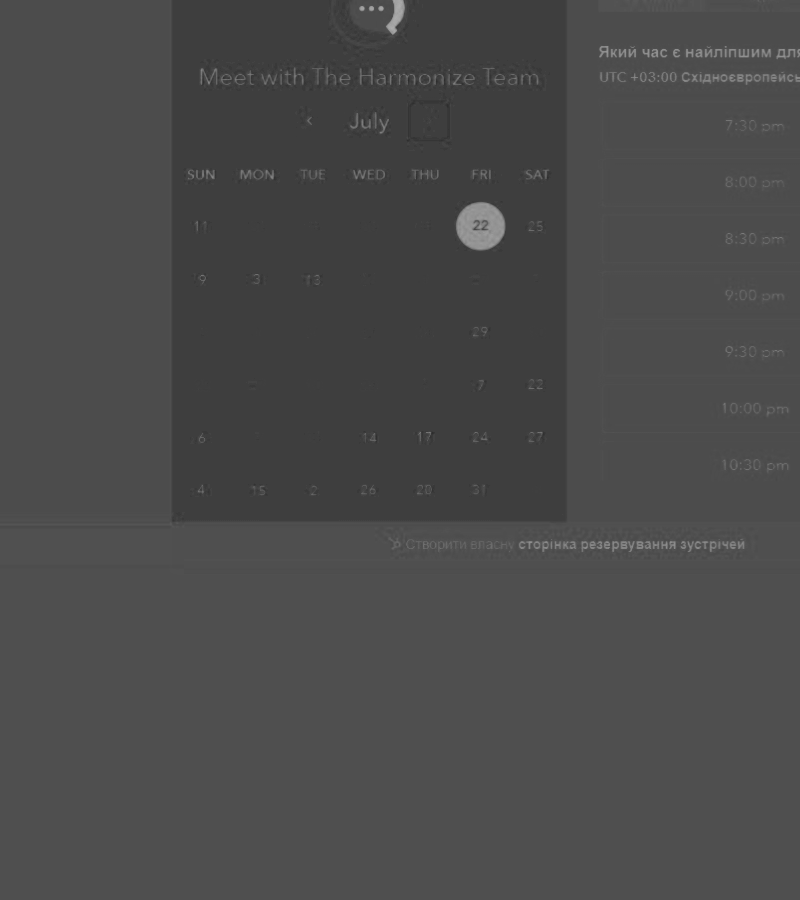 Meet with The Harmonize Team
‹ July
SUN MON TUE WED THU FRI SAT
11 22 25
9 3 13
29
7 22
6 14 17 24 27
4 15 2 26 20 31
Який час є найліпшим для
UTC +03:00 Східноєвропейсь
7:30 pm
8:00 pm
8:30 pm
9:00 pm
9:30 pm
10:00 pm
10:30 pm
Створити власну сторінка резервування зустрічей